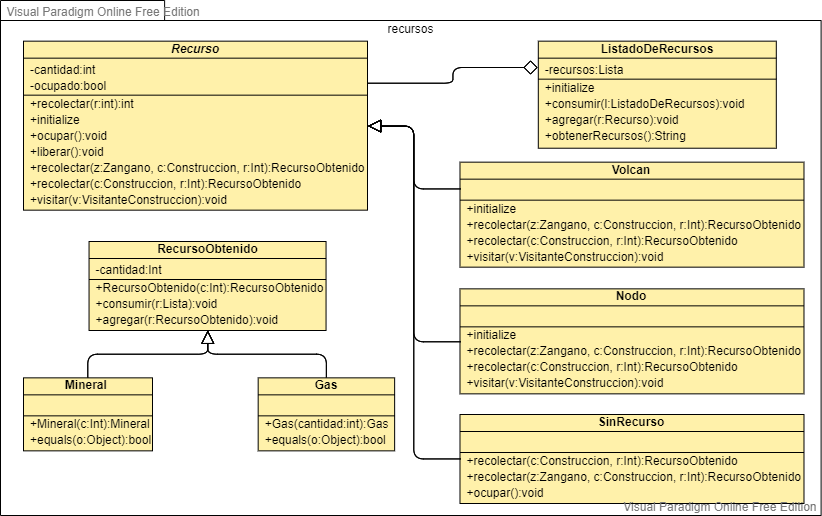 Visual Paradigm Online Free Edition
recursos
Recurso
-cantidad:int
-ocupado:bool
+recolectar(r:int):int
+initialize
+ocupar():void
+liberar():void
+recolectar(z:Zangano, c:Construccion, r:Int):RecursoObtenido
+recolectar(c:Construccion, r:Int):RecursoObtenido
+visitar(v:VisitanteConstruccion):void
ListadoDeRecursos
-recursos:Lista
+initialize
+consumir(l:ListadoDeRecursos):void
+agregar(r:Recurso):void
+obtenerRecursos():String
Volcan
+initialize
+recolectar(z:Zangano, c:Construccion, r:Int):RecursoObtenido
+recolectar(c:Construccion, r:Int):RecursoObtenido
+visitar(v:VisitanteConstruccion):void
RecursoObtenido
-cantidad:Int
+RecursoObtenido(c:Int):RecursoObtenido
+consumir(r:Lista):void
+agregar(r:RecursoObtenido):void
Nodo
+initialize
+recolectar(z:Zangano, c:Construccion, r:Int):RecursoObtenido
+recolectar(c:Construccion, r:Int):RecursoObtenido
+visitar(v:VisitanteConstruccion):void
Mineral
+Mineral(c:Int):Mineral
+equals(o:Object):bool
Gas
+Gas(cantidad:int):Gas
+equals(o:Object):bool
SinRecurso
+recolectar(c:Construccion, r:Int):RecursoObtenido
+recolectar(z:Zangano, c:Construccion, r:Int):RecursoObtenido
+ocupar():void
Visual Paradigm Online Free Edition